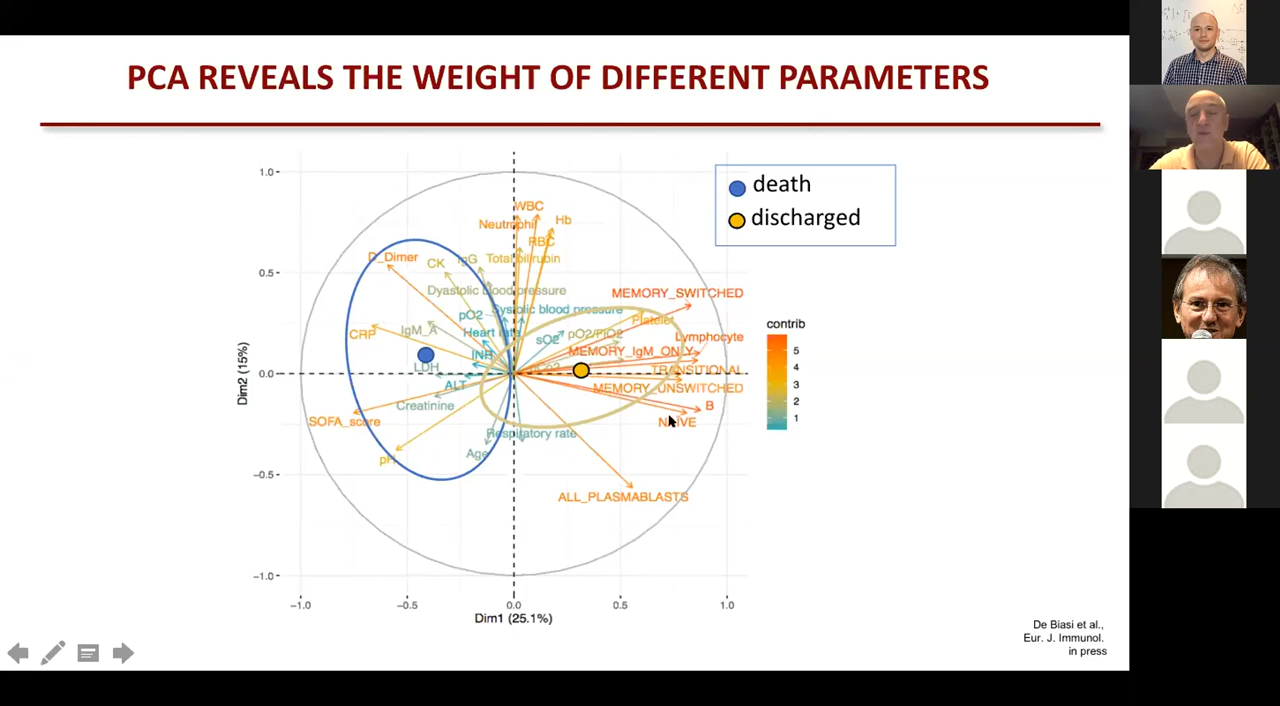 PCA REVEALS THE WEIGHT OF DIFFERENT PARAMETERS
death
discharged
1.0
0.5
0.0
−0.5
−1.0
Dim2 (15%)
WBC
Neutrophil
Hb
RBC
D_Dimer
CK
IgG
Total bilirubin
Dyastolic blood pressure
MEMORY_SWITCHED
pO2
Systolic blood pressure
Platelet
CRP
IgM_A
Heart rate
sO2
pO2/FiO2
Lymphocyte
INR
MEMORY_IgM_ONLY
LDH
TRANSITIONAL
ALT
MEMORY_UNSWITCHED
Creatinine
B
SOFA_score
NAIVE
Respiratory rate
pH
Age
ALL_PLASMABLASTS
contrib
5
4
3
2
1
−1.0
−0.5
0.0
0.5
1.0
Dim1 (25.1%)
De Biasi et al.,
Eur. J. Immunol.
in press